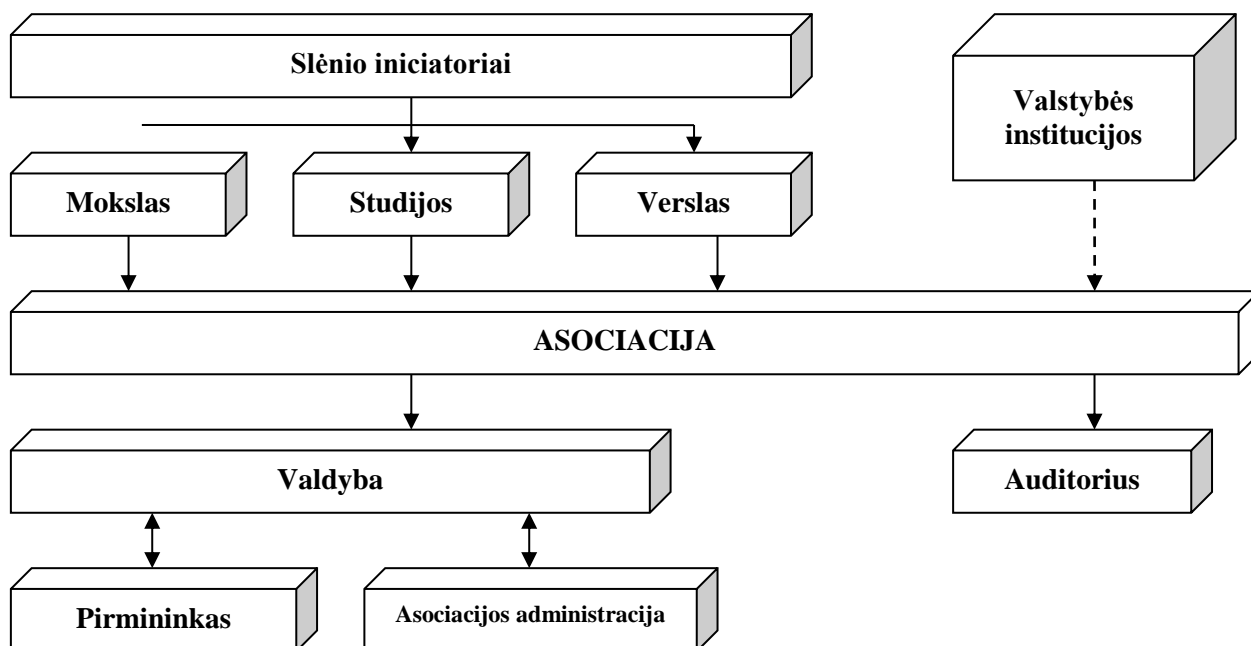 Slėnio iniciatoriai
Valstybės
institucijos
Mokslas
Studijos
Verslas
ASOCIACIJA
Valdyba
Auditorius
Pirmininkas
Asociacijos administracija